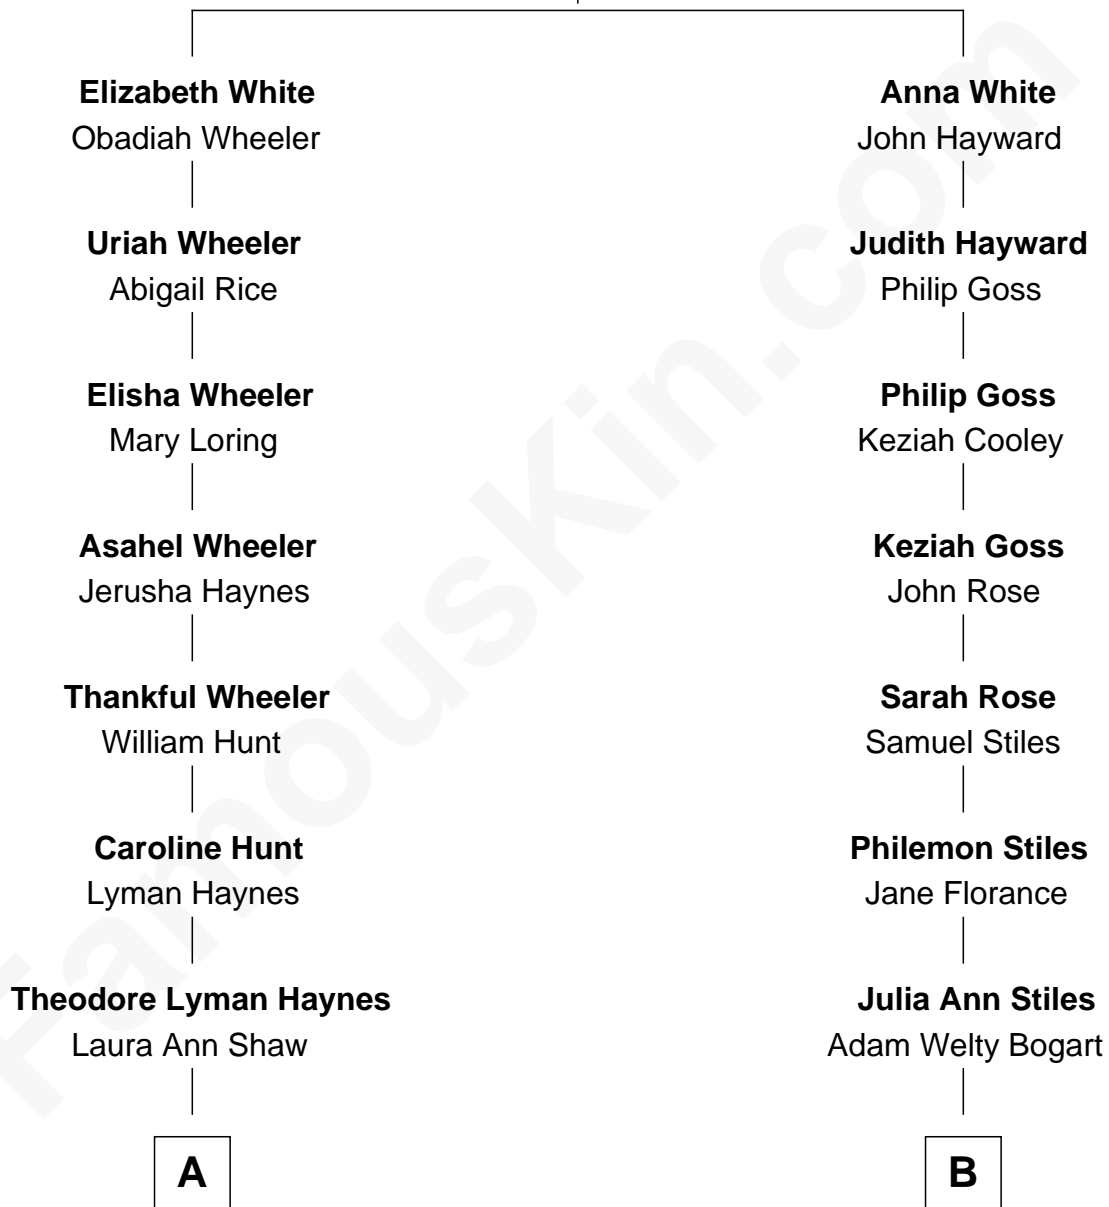 Elizabeth White
Obadiah Wheeler
Uriah Wheeler
Abigail Rice
Elisha Wheeler
Mary Loring
Asahel Wheeler
Jerusha Haynes
Thankful Wheeler
William Hunt
Caroline Hunt
Lyman Haynes
Theodore Lyman Haynes
Laura Ann Shaw
A
Anna White
John Hayward
Judith Hayward
Philip Goss
Philip Goss
Keziah Cooley
Keziah Goss
John Rose
Sarah Rose
Samuel Stiles
Philemon Stiles
Jane Florance
Julia Ann Stiles
Adam Welty Bogart
B
FamousKin.com